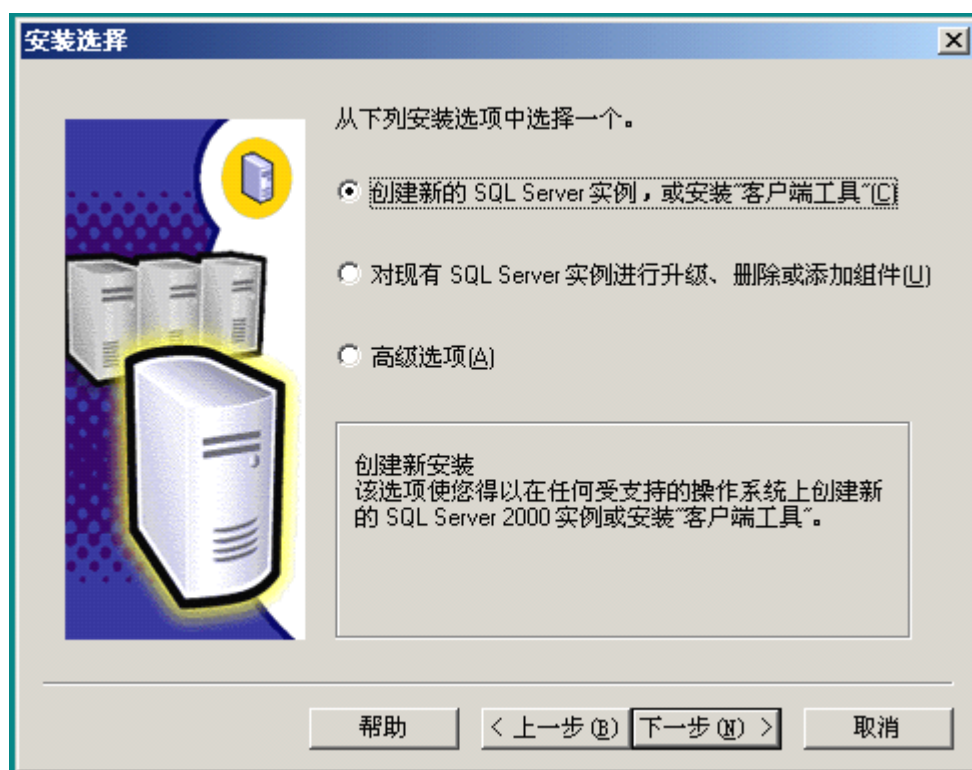 安装选择
从下列安装选项中选择一个。
创建新的 SQL Server 实例，或安装"客户端工具"(C)
对现有 SQL Server 实例进行升级、删除或添加组件(U)
高级选项(A)
创建新安装
该选项使您得以在任何受支持的操作系统上创建新
的 SQL Server 2000 实例或安装"客户端工具"。
帮助
< 上一步(B)
下一步(N) >
取消